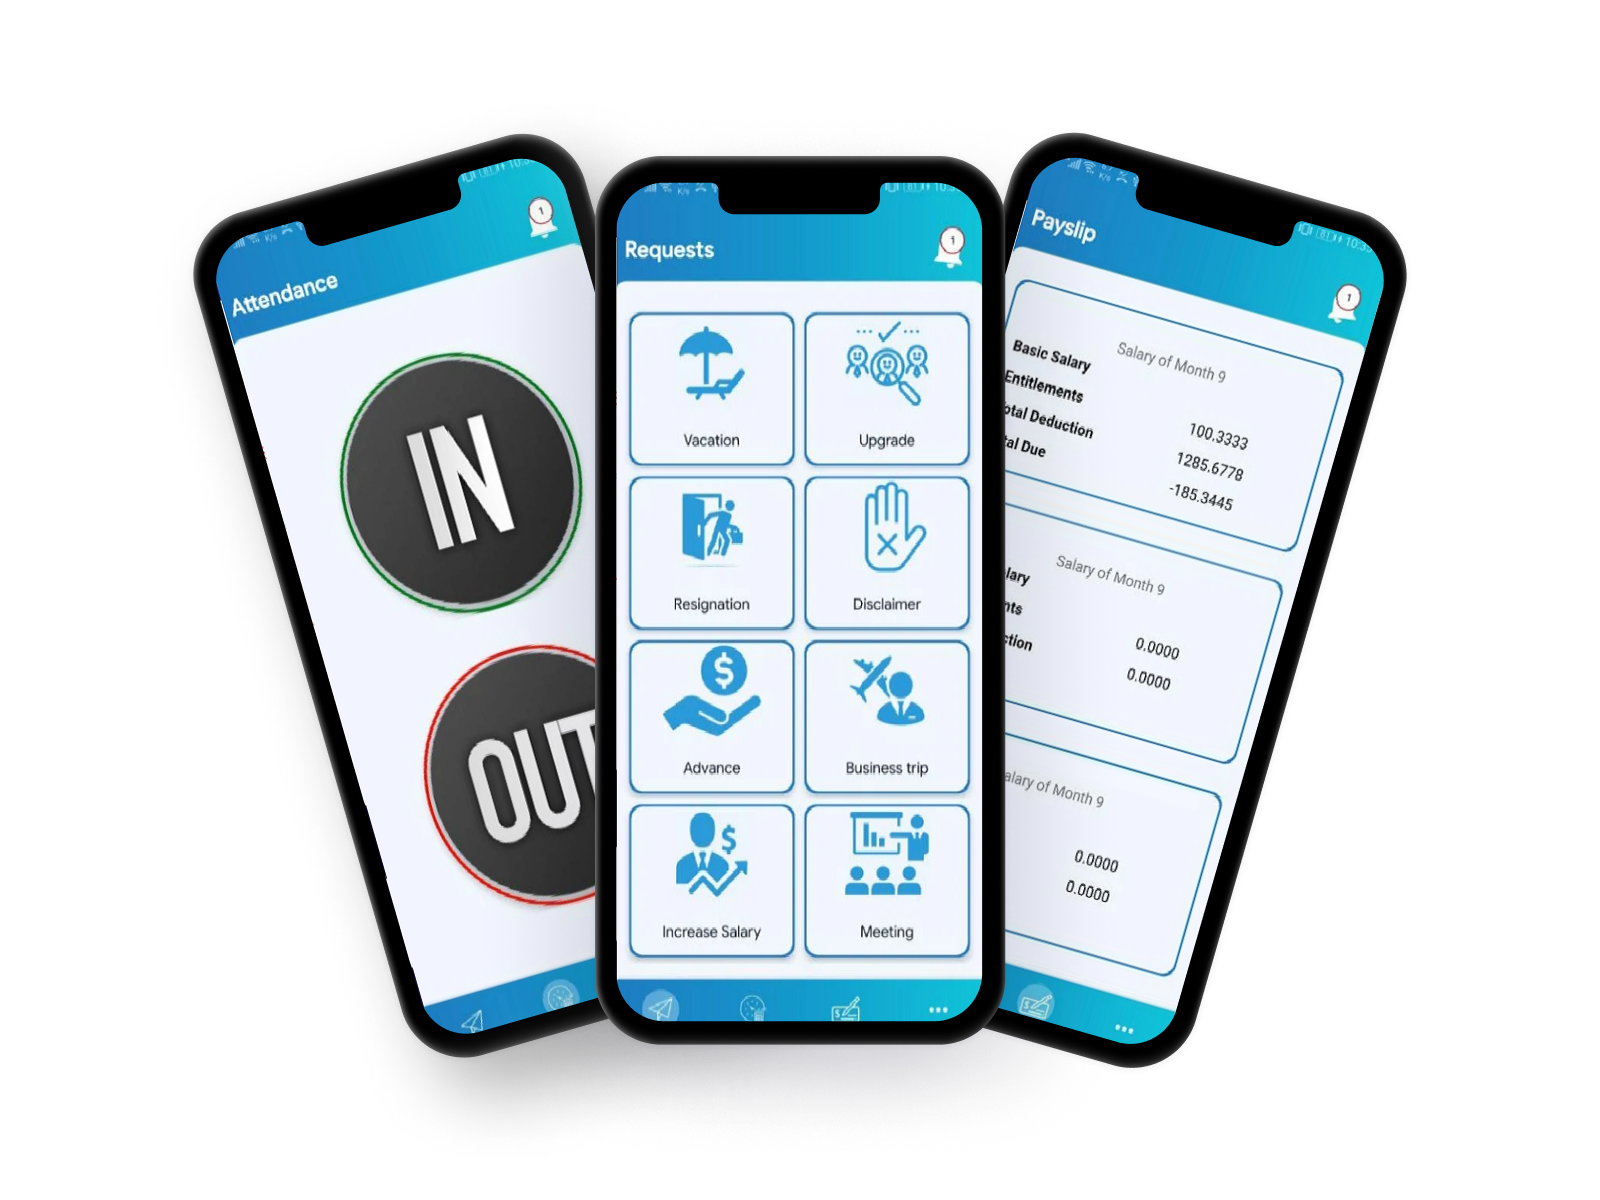 Attendance
1
IN
OUT
K/s
Requests
1
Vacation
Upgrade
Resignation
Disclaimer
Advance
Business trip
Increase Salary
Meeting
Payslip
1
Salary of Month 9
Basic Salary
Entitlements 100.3333
otal Deduction 1285.6778
tal Due -185.3445
Salary of Month 9
lary
nts 0.0000
ction 0.0000
alary of Month 9
0.0000
0.0000